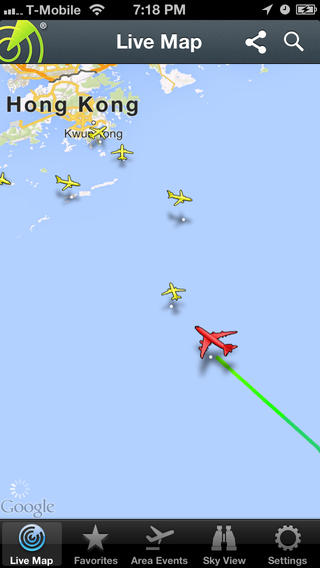 T-Mobile 7:18 PM
®
Live Map
Hong Kong
Kwun Tong
Google
Live Map Favorites Area Events Sky View Settings